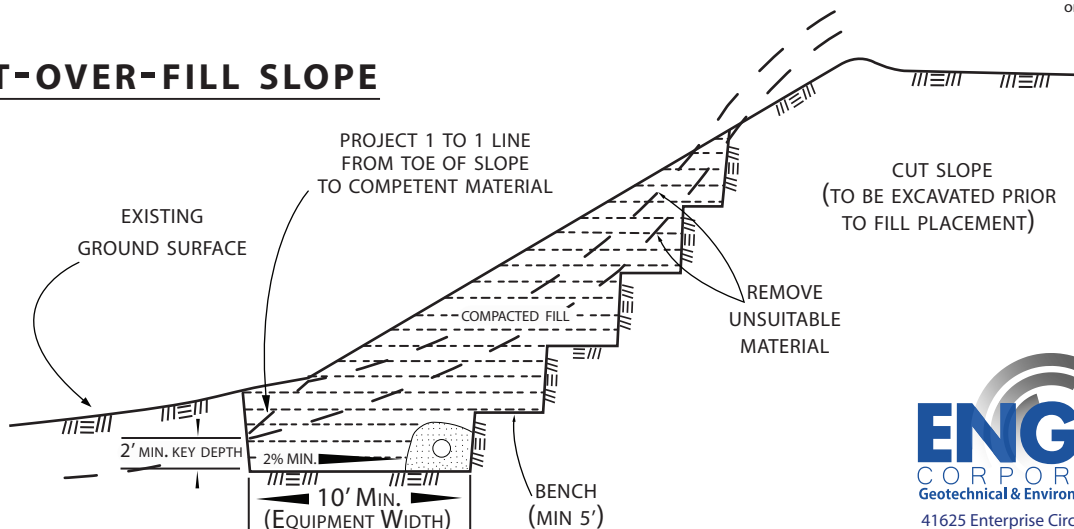 T-OVER-FILL SLOPE
PROJECT 1 TO 1 LINE
FROM TOE OF SLOPE
TO COMPETENT MATERIAL
EXISTING
GROUND SURFACE
CUT SLOPE
(TO BE EXCAVATED PRIOR
TO FILL PLACEMENT)
REMOVE
UNSUITABLE
MATERIAL
COMPACTED FILL
2' MIN. KEY DEPTH
2% MIN.
10' MIN.
(EQUIPMENT WIDTH)
BENCH
(MIN 5')
ENG
CORPOR
Geotechnical & Environ
41625 Enterprise Circ